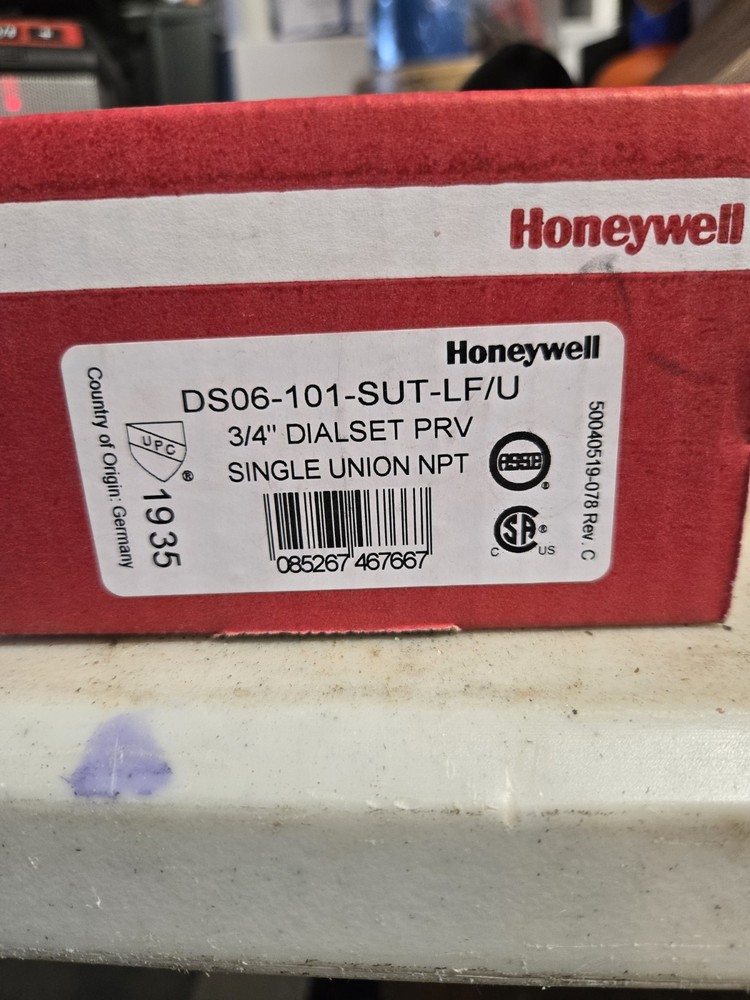 Honeywell
Honeywell
DS06-101-SUT-LF/U
3/4" DIALSET PRV
SINGLE UNION NPT
UPC
®
1935
Country of Origin: Germany
ASSE
®
CSA
®
C US
50040519-078 Rev. C
085267 467667